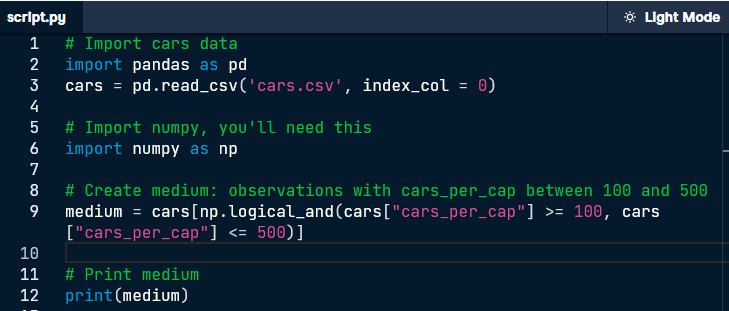 script.py
Light Mode
1 # Import cars data
2 import pandas as pd
3 cars = pd.read_csv('cars.csv', index_col = 0)
4
5 # Import numpy, you'll need this
6 import numpy as np
7
8 # Create medium: observations with cars_per_cap between 100 and 500
9 medium = cars[np.logical_and(cars["cars_per_cap"] >= 100, cars
["cars_per_cap"] <= 500)]
10
11 # Print medium
12 print(medium)